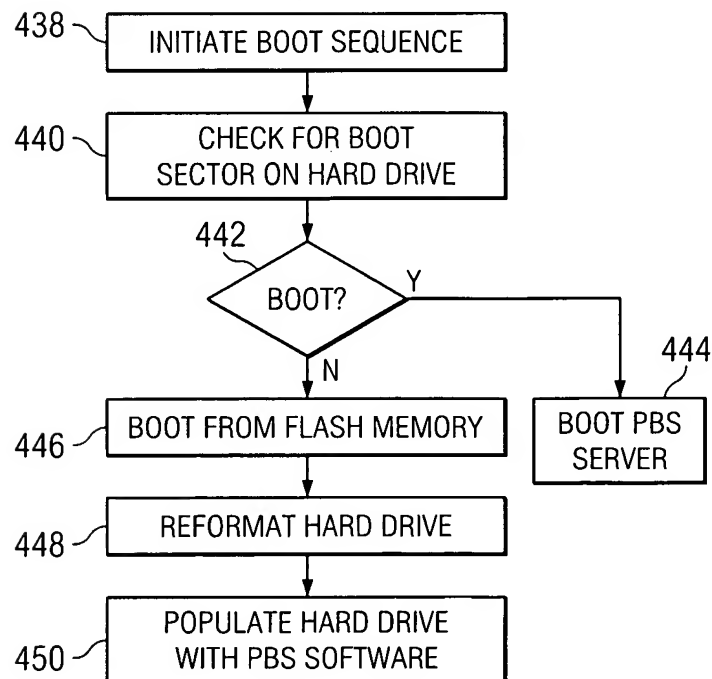 438
INITIATE BOOT SEQUENCE
440
CHECK FOR BOOT
SECTOR ON HARD DRIVE
442
BOOT?
Y
N
444
BOOT PBS
SERVER
446
BOOT FROM FLASH MEMORY
448
REFORMAT HARD DRIVE
450
POPULATE HARD DRIVE
WITH PBS SOFTWARE